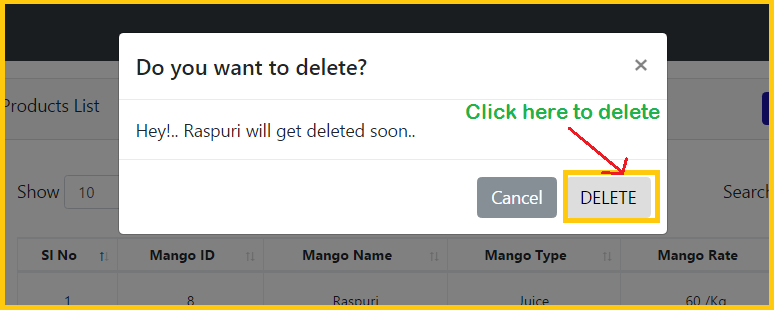 Do you want to delete? ×
Products List
Hey!.. Raspuri will get deleted soon..
Click here to delete
Show 10
Search
Cancel DELETE
Sl No Mango ID Mango Name Mango Type Mango Rate
1 8 Raspuri Juice 60 /Kg